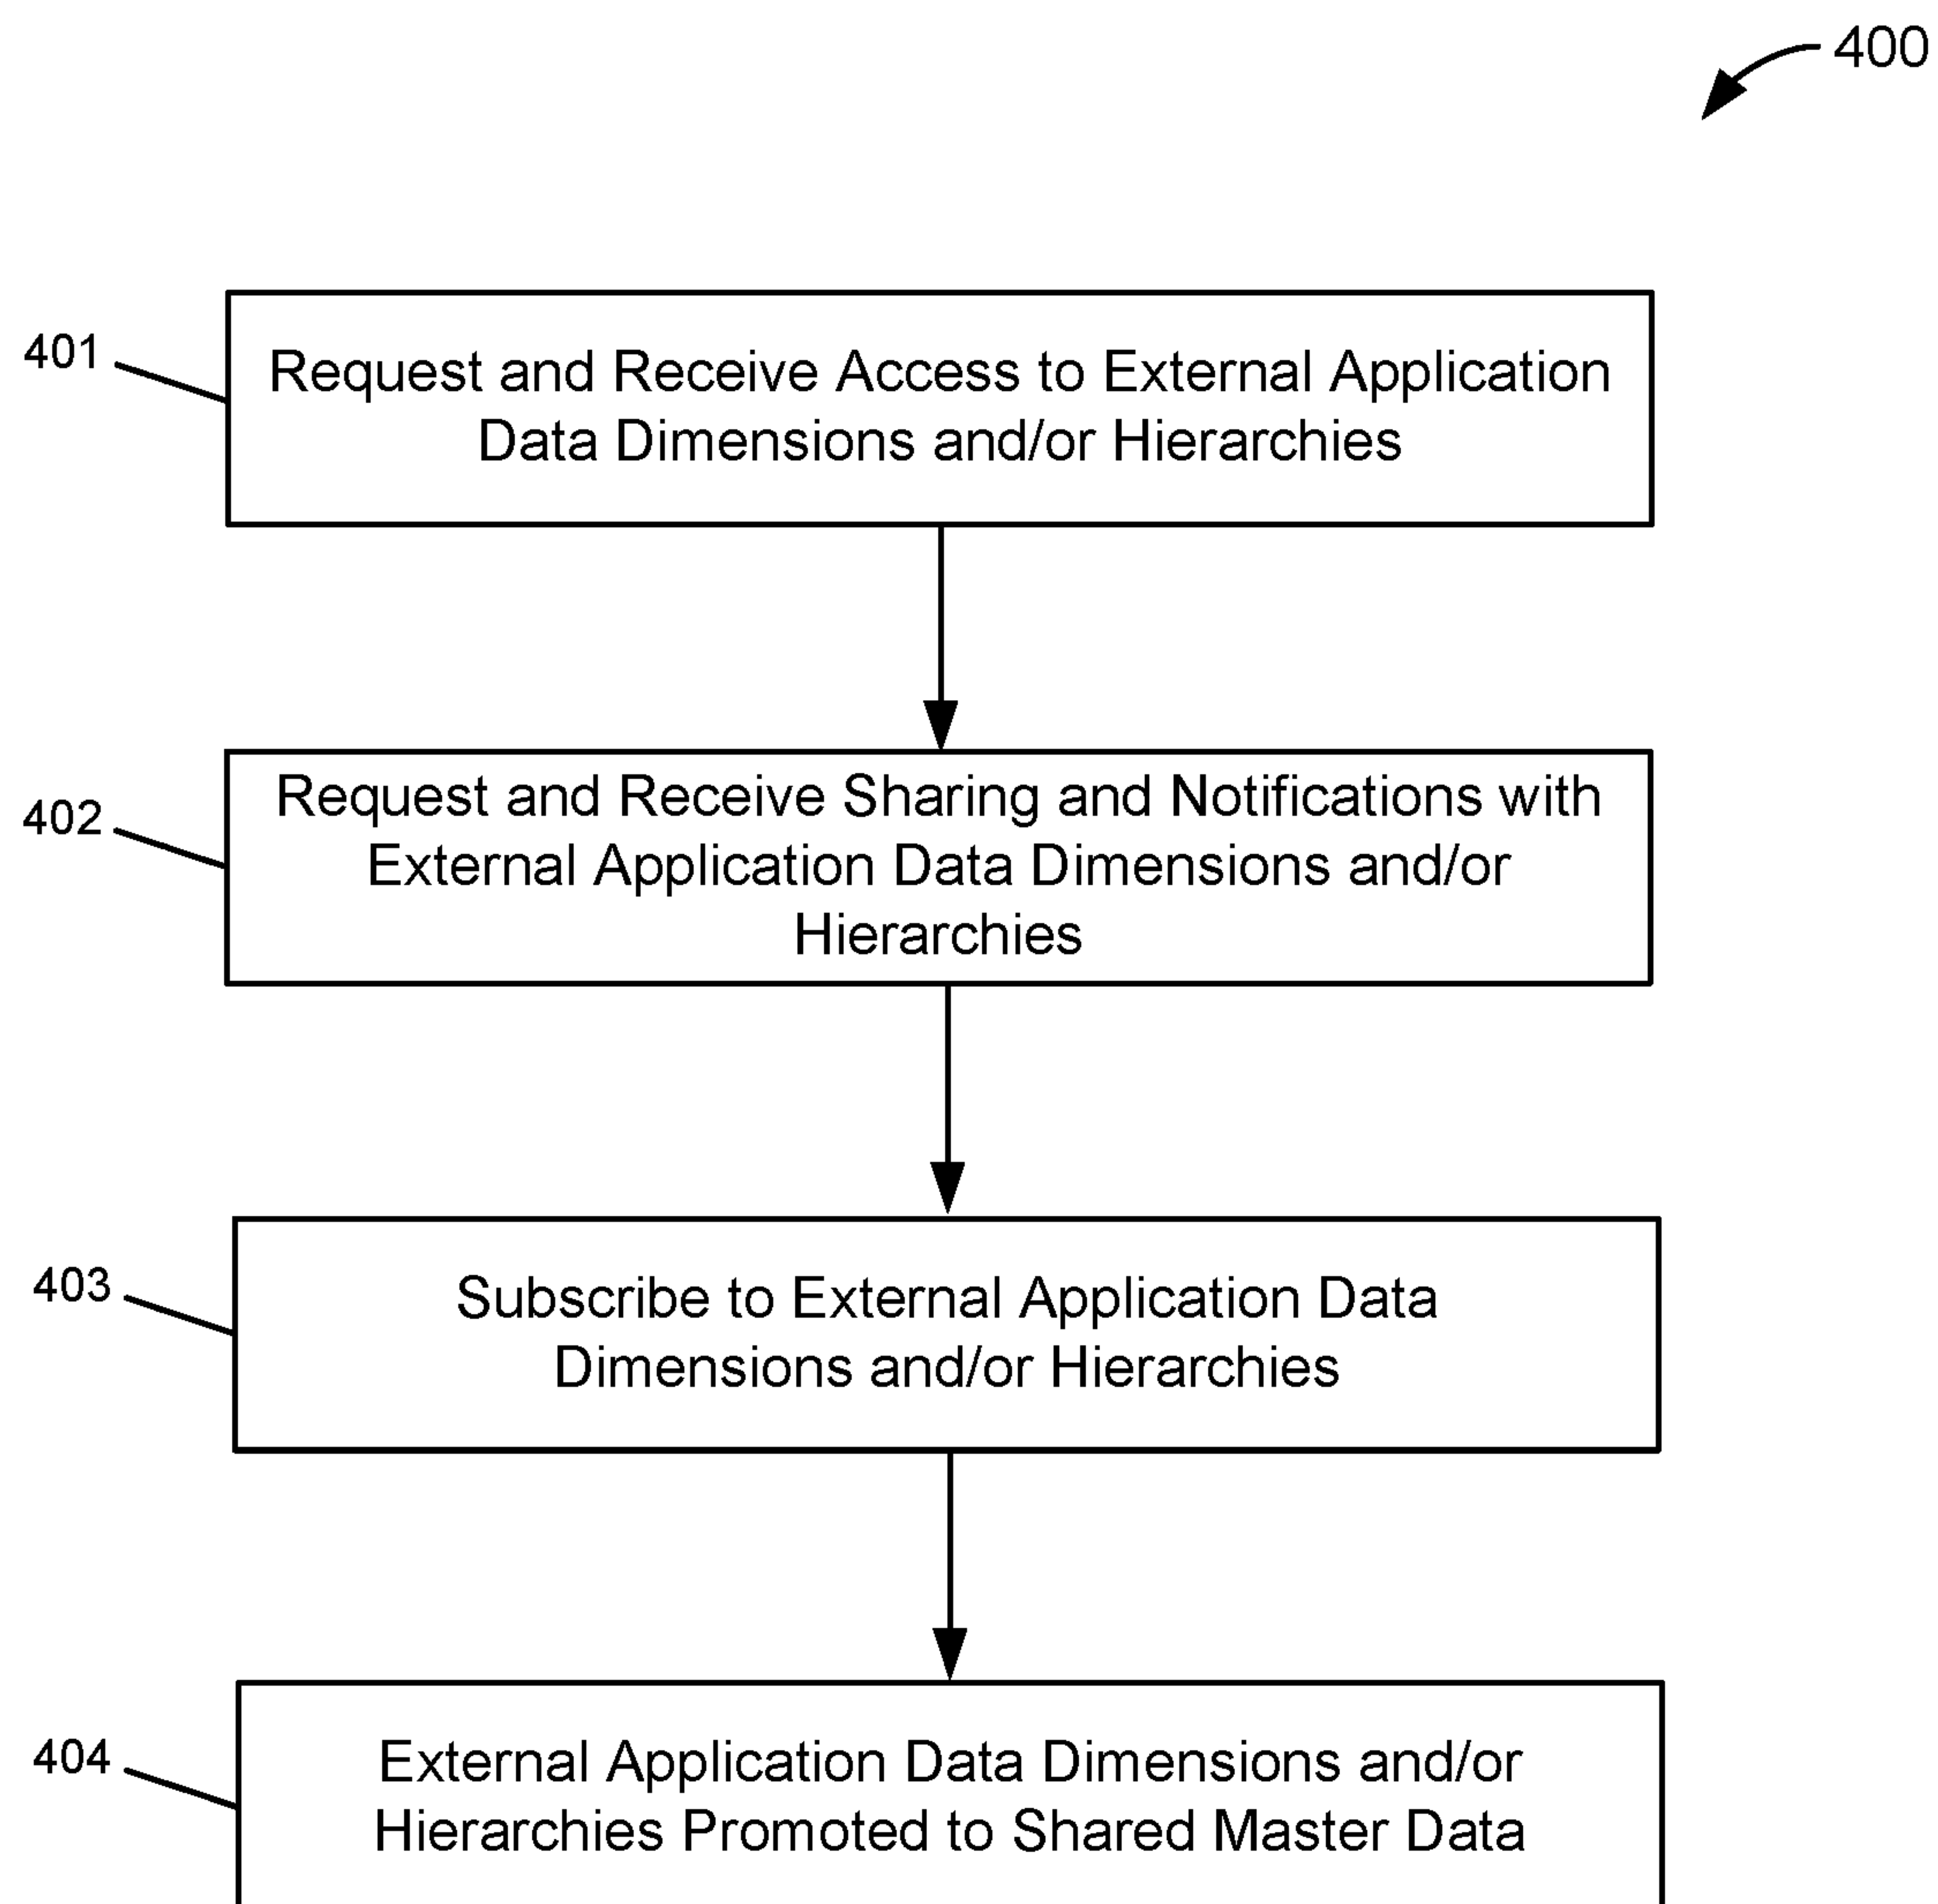 400
401
Request and Receive Access to External Application
Data Dimensions and/or Hierarchies
402
Request and Receive Sharing and Notifications with
External Application Data Dimensions and/or
Hierarchies
403
Subscribe to External Application Data
Dimensions and/or Hierarchies
404
External Application Data Dimensions and/or
Hierarchies Promoted to Shared Master Data